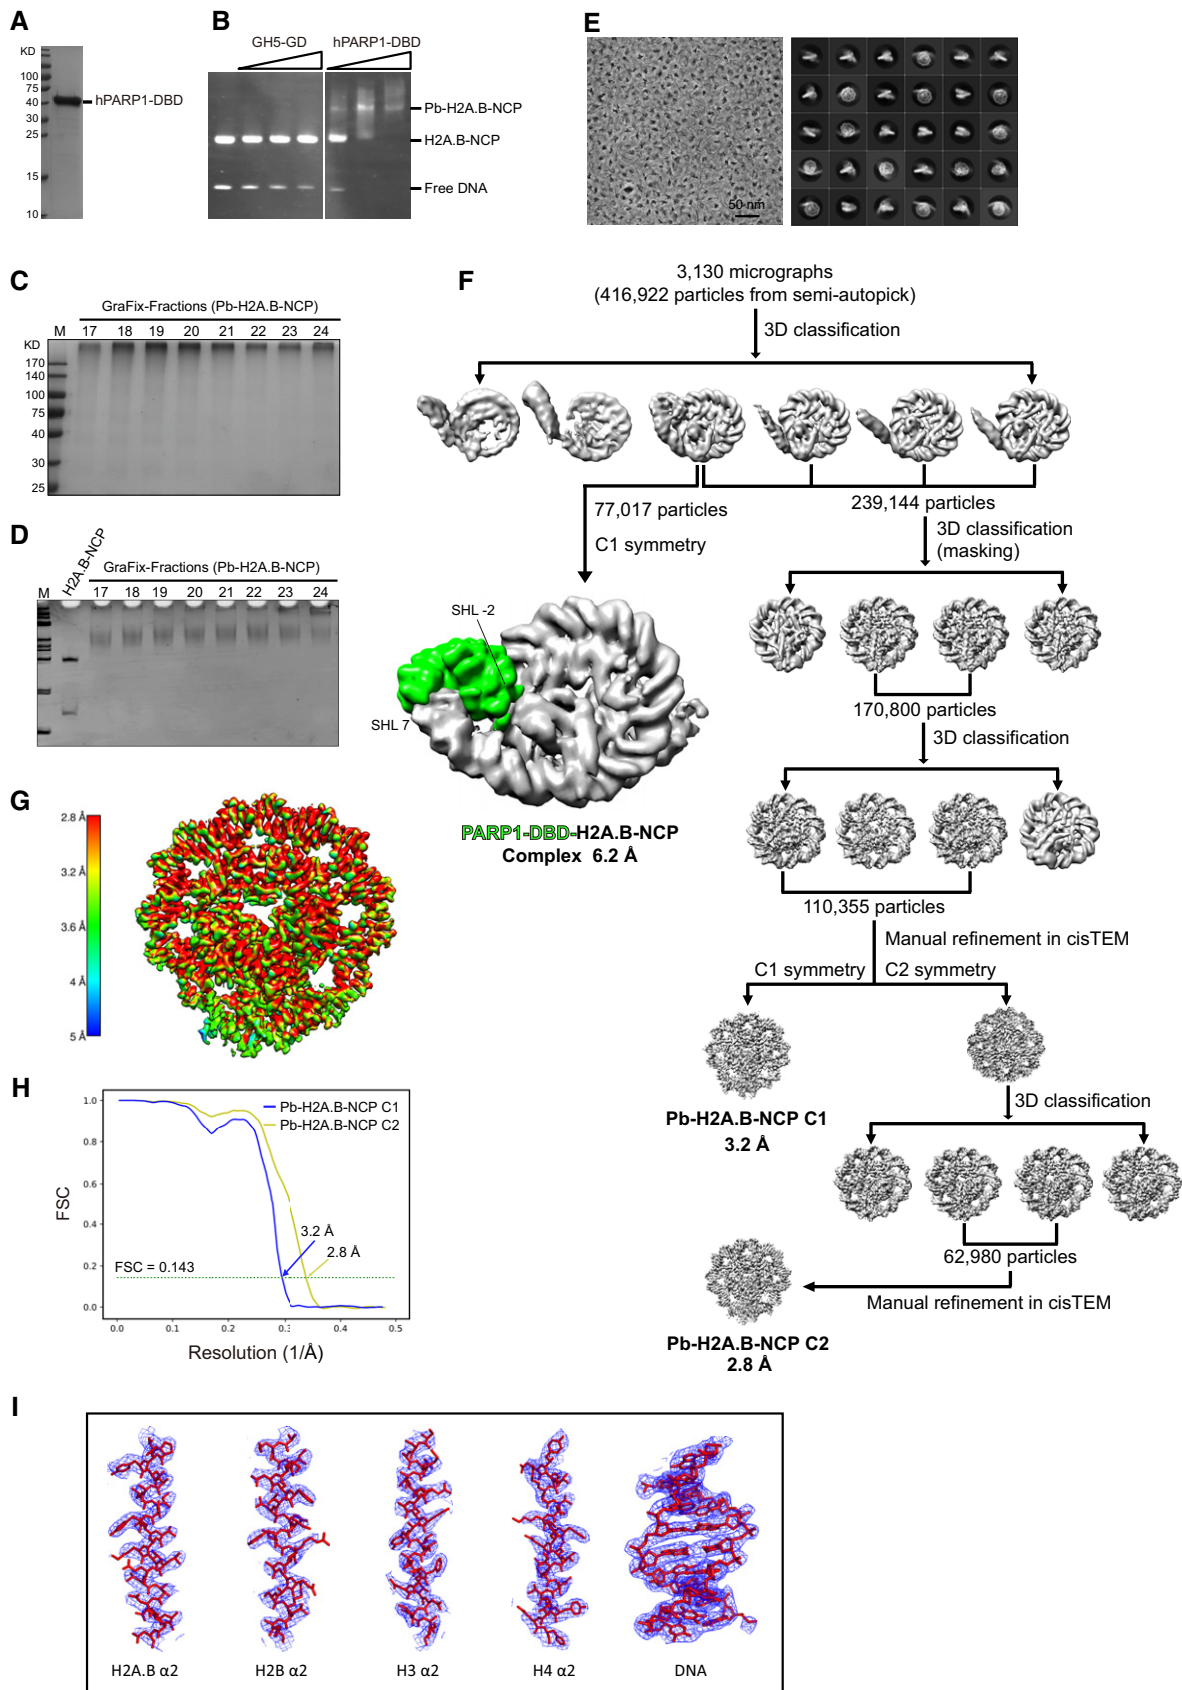 A
KD
100
75
50
40
30
25
15
10
hPARP1-DBD
B
GH5-GD
hPARP1-DBD
Pb-H2A.B-NCP
H2A.B-NCP
Free DNA
E
50 nm
C
GraFix-Fractions (Pb-H2A.B-NCP)
M 17 18 19 20 21 22 23 24
KD
170
140
100
75
40
30
25
D
H2A.B-NCP
GraFix-Fractions (Pb-H2A.B-NCP)
M 17 18 19 20 21 22 23 24
F
3,130 micrographs
(416,922 particles from semi-autopick)
3D classification
77,017 particles
C1 symmetry
239,144 particles
3D classification
(masking)
SHL -2
SHL 7
PARP1-DBD-H2A.B-NCP
Complex 6.2 Å
170,800 particles
3D classification
110,355 particles
Manual refinement in cisTEM
C1 symmetry
C2 symmetry
Pb-H2A.B-NCP C1
3.2 Å
3D classification
62,980 particles
Manual refinement in cisTEM
Pb-H2A.B-NCP C2
2.8 Å
G
2.8 Å
3.2 Å
3.6 Å
4 Å
5 Å
H
Pb-H2A.B-NCP C1
Pb-H2A.B-NCP C2
1.0
0.8
0.6
0.4
0.2
0.0
FSC
3.2 Å
2.8 Å
FSC = 0.143
0.0 0.1 0.2 0.3 0.4 0.5
Resolution (1/Å)
I
H2A.B α2
H2B α2
H3 α2
H4 α2
DNA